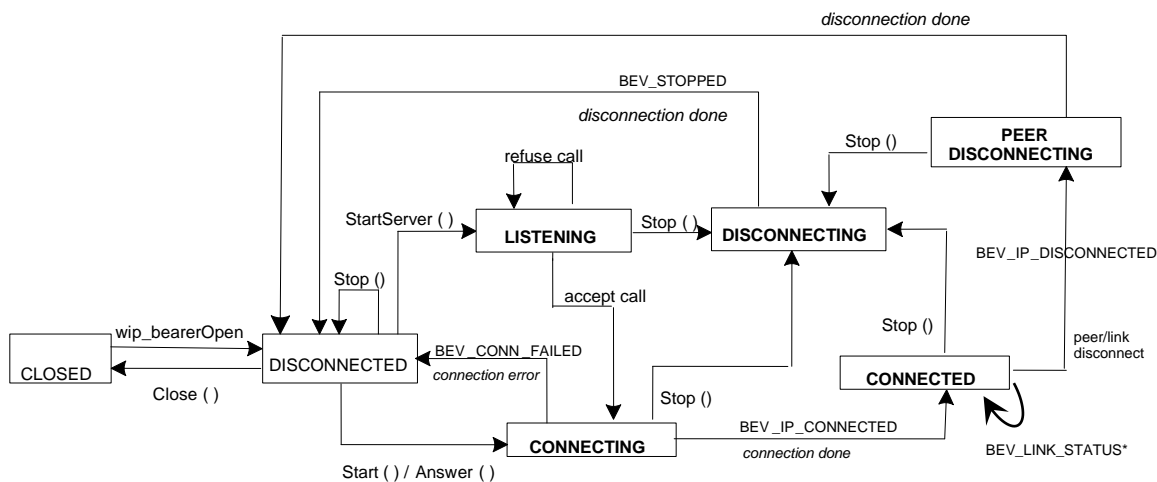 disconnection done
BEV_STOPPED
disconnection done
PEER
DISCONNECTING
Stop ()
refuse call
StartServer ( )
LISTENING
Stop ( )
DISCONNECTING
BEV_IP_DISCONNECTED
Stop ()
accept call
wip_bearerOpen
Stop ()
peer/link
disconnect
CLOSED
DISCONNECTED
BEV_CONN_FAILED
connection error
CONNECTED
Close ( )
Stop ()
BEV_IP_CONNECTED
connection done
CONNECTING
BEV_LINK_STATUS*
Start ( ) / Answer ( )